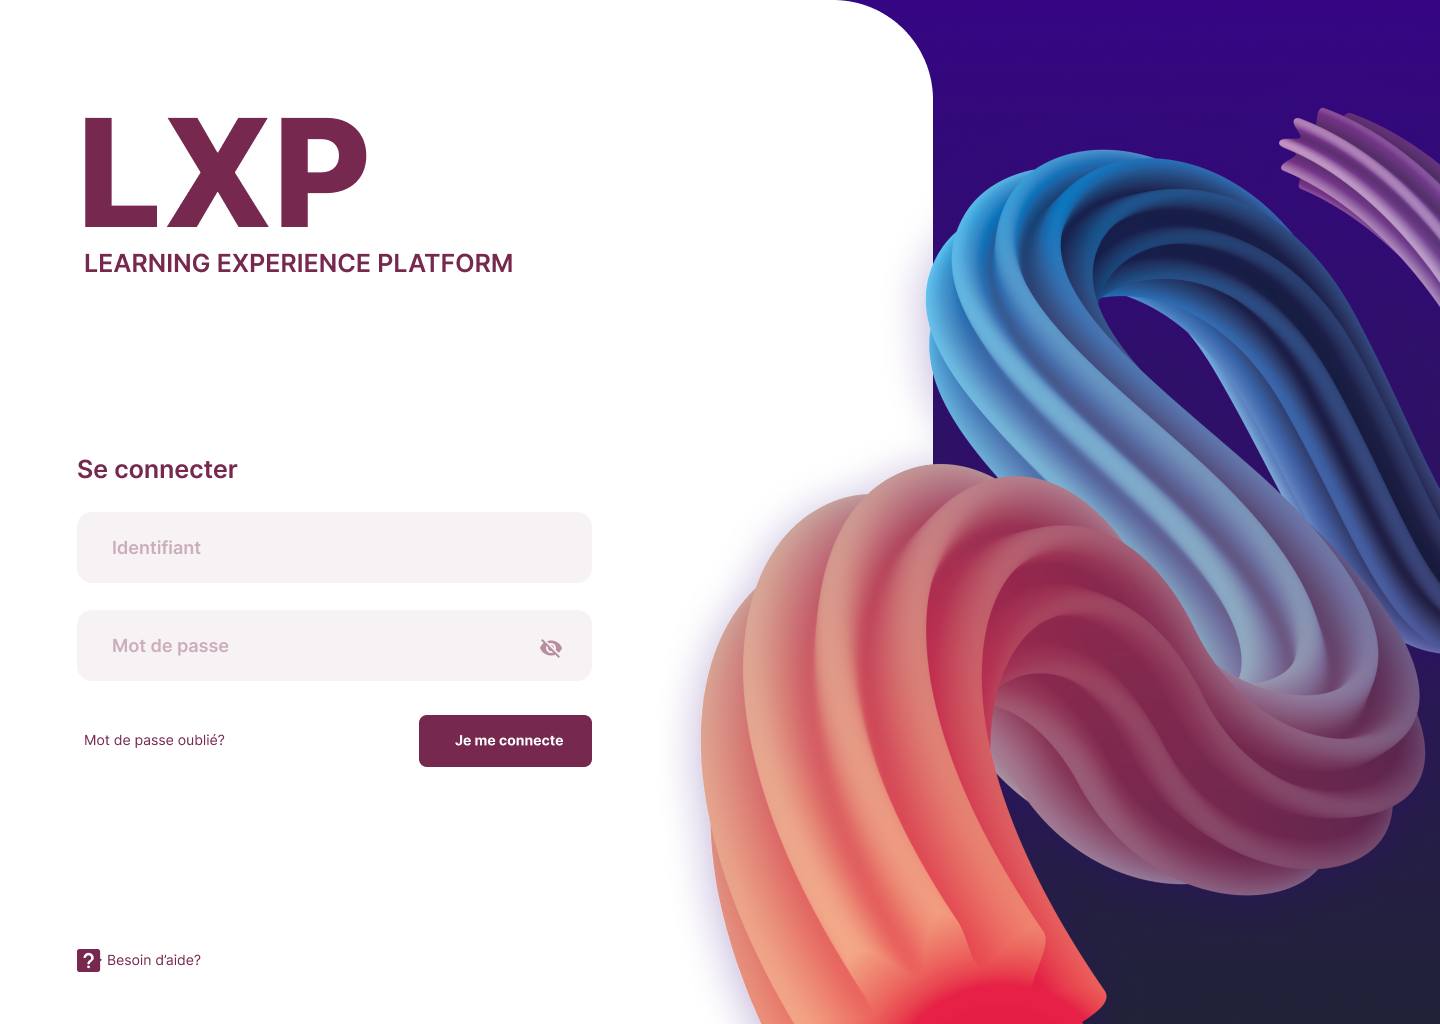 LXP
LEARNING EXPERIENCE PLATFORM
Se connecter
Identifiant
Mot de passe
Mot de passe oublié?
Je me connecte
? Besoin d’aide?